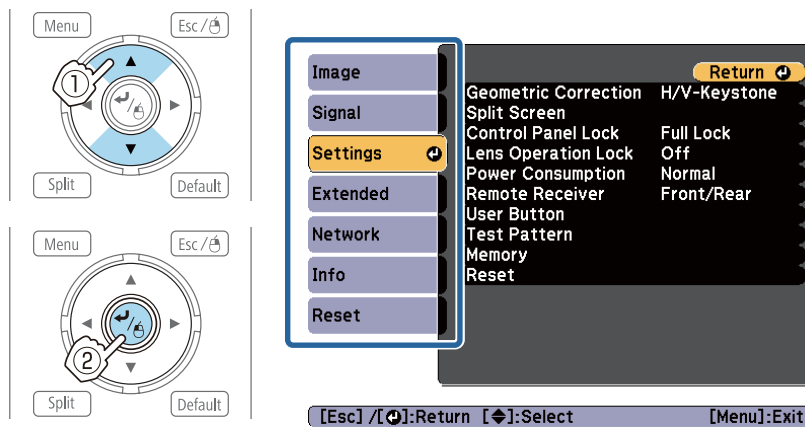 Menu
Esc/
1
Split
Default
Menu
Esc/
2
Split
Default
Image
Signal
Settings
Extended
Network
Info
Reset
Return
Geometric Correction H/V-Keystone
Split Screen
Control Panel Lock Full Lock
Lens Operation Lock Off
Power Consumption Normal
Remote Receiver Front/Rear
User Button
Test Pattern
Memory
Reset
[Esc] /[ ]:Return [ ]:Select [Menu]:Exit